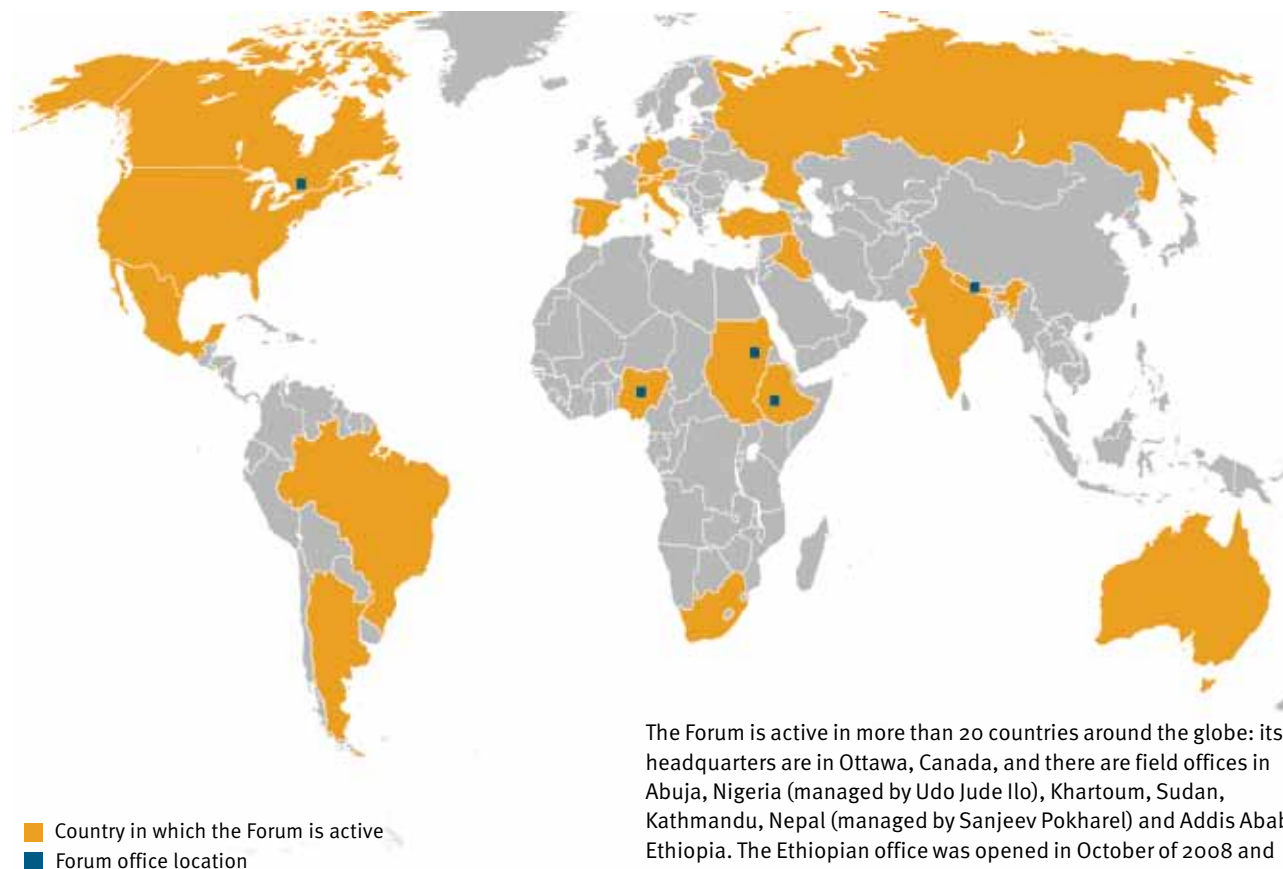 The Forum is active in more than 20 countries around the globe: its
headquarters are in Ottawa, Canada, and there are field offices in
Abuja, Nigeria (managed by Udo Jude Ilo), Khartoum, Sudan,
Kathmandu, Nepal (managed by Sanjeev Pokharel) and Addis Abab
Ethiopia. The Ethiopian office was opened in October of 2008 and
Country in which the Forum is active
Forum office location